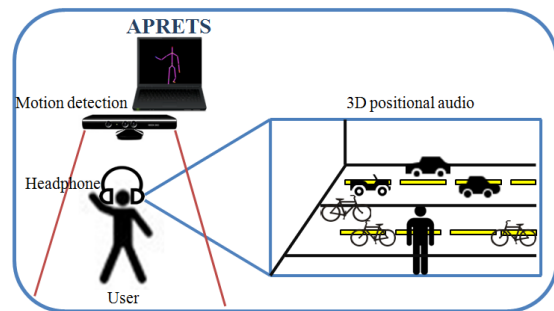 APRETS
Motion detection
3D positional audio
Headphone
User